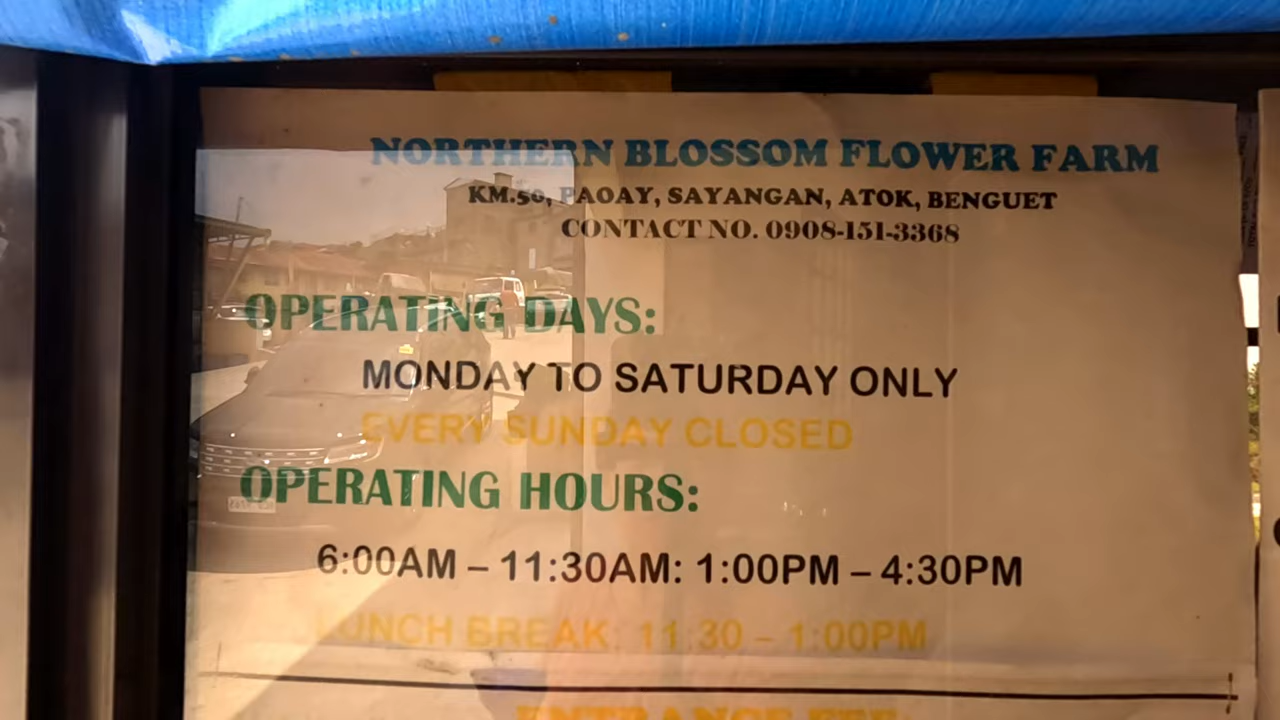 NORTHERN BLOSSOM FLOWER FARM
KM.50, PAOAY, SAYANGAN, ATOK, BENGUET
CONTACT NO. 0908-151-3368
OPERATING DAYS:
MONDAY TO SATURDAY ONLY
EVERY SUNDAY CLOSED
OPERATING HOURS:
6:00AM – 11:30AM: 1:00PM – 4:30PM
LUNCH BREAK: 11:30 – 1:00PM
ENTRANCE FEE: